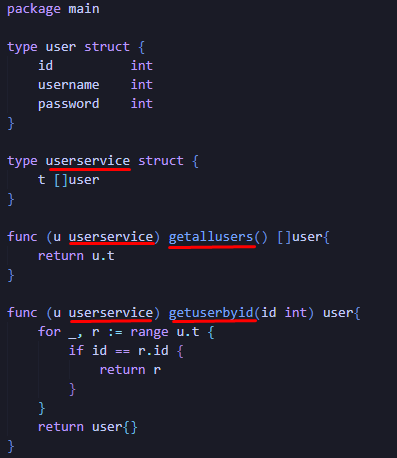 package main
type user struct {
    id          int
    username    int
    password    int
}
type userservice struct {
    t []user
}
func (u userservice) getallusers() []user{
    return u.t
}
func (u userservice) getuserbyid(id int) user{
    for _, r := range u.t {
        if id == r.id {
            return r
        }
    }
    return user{}
}